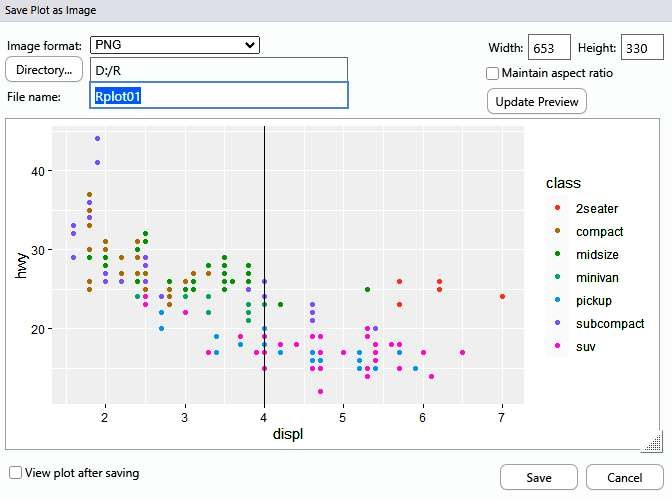 Save Plot as Image
Image format: PNG Width: 653 Height: 330
Directory... D:/R Maintain aspect ratio
File name: Rplot01 Update Preview
40
30
20
hwy
2 3 4 5 6 7
displ
class
2seater
compact
midsize
minivan
pickup
subcompact
suv
View plot after saving Save Cancel